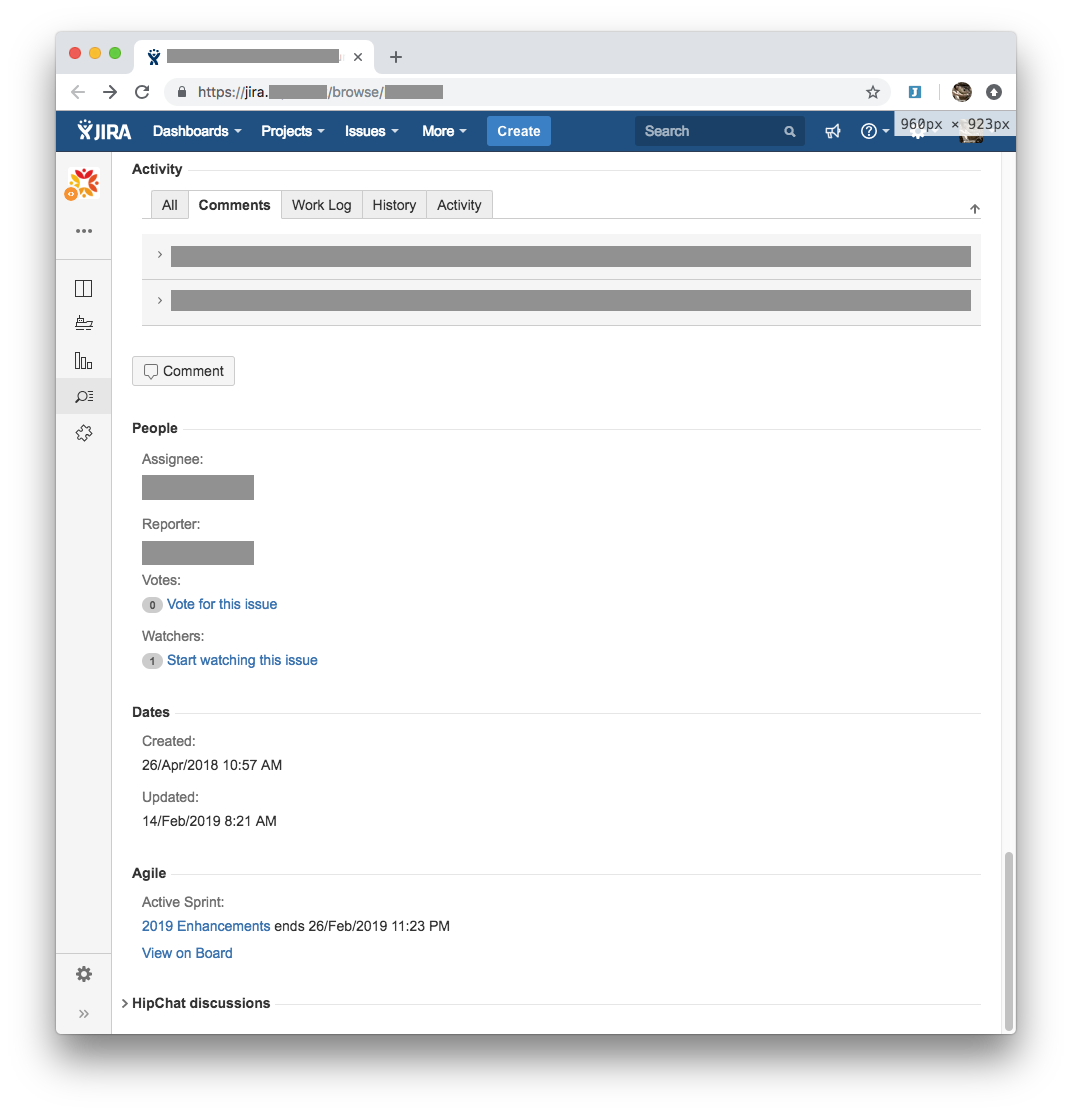 https://jira. /browse/
JIRA Dashboards Projects Issues More Create Search 960px × 923px
Activity
All Comments Work Log History Activity
Comment
People
Assignee:
Reporter:
Votes:
0 Vote for this issue
Watchers:
1 Start watching this issue
Dates
Created:
26/Apr/2018 10:57 AM
Updated:
14/Feb/2019 8:21 AM
Agile
Active Sprint:
2019 Enhancements ends 26/Feb/2019 11:23 PM
View on Board
HipChat discussions